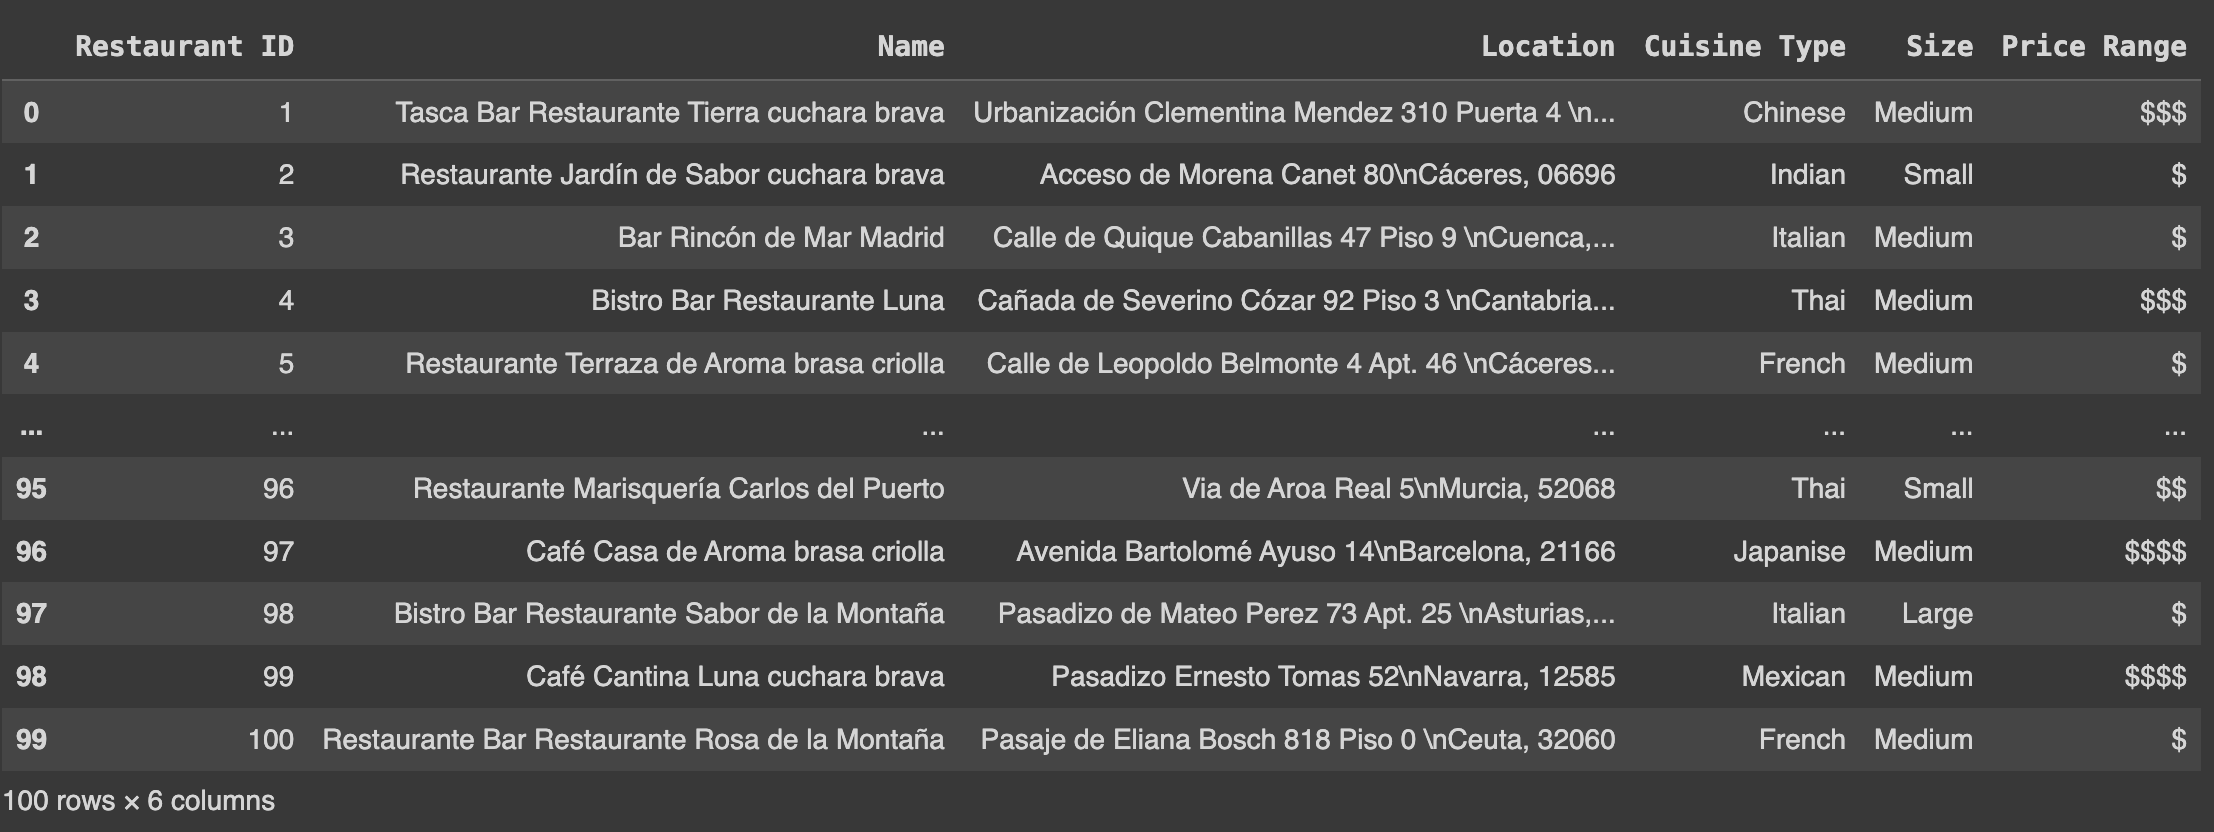 Restaurant ID Name Location Cuisine Type Size Price Range
0 1 Tasca Bar Restaurante Tierra cuchara brava Urbanización Clementina Mendez 310 Puerta 4 \n... Chinese Medium $$$
1 2 Restaurante Jardín de Sabor cuchara brava Acceso de Morena Canet 80\nCáceres, 06696 Indian Small $
2 3 Bar Rincón de Mar Madrid Calle de Quique Cabanillas 47 Piso 9 \nCuenca,... Italian Medium $
3 4 Bistro Bar Restaurante Luna Cañada de Severino Cózar 92 Piso 3 \nCantabria... Thai Medium $$$
4 5 Restaurante Terraza de Aroma brasa criolla Calle de Leopoldo Belmonte 4 Apt. 46 \nCáceres... French Medium $
... ... ... ... ... ... ...
95 96 Restaurante Marisquería Carlos del Puerto Via de Aroa Real 5\nMurcia, 52068 Thai Small $$
96 97 Café Casa de Aroma brasa criolla Avenida Bartolomé Ayuso 14\nBarcelona, 21166 Japanise Medium $$$$
97 98 Bistro Bar Restaurante Sabor de la Montaña Pasadizo de Mateo Perez 73 Apt. 25 \nAsturias,... Italian Large $
98 99 Café Cantina Luna cuchara brava Pasadizo Ernesto Tomas 52\nNavarra, 12585 Mexican Medium $$$$
99 100 Restaurante Bar Restaurante Rosa de la Montaña Pasaje de Eliana Bosch 818 Piso 0 \nCeuta, 32060 French Medium $
100 rows × 6 columns